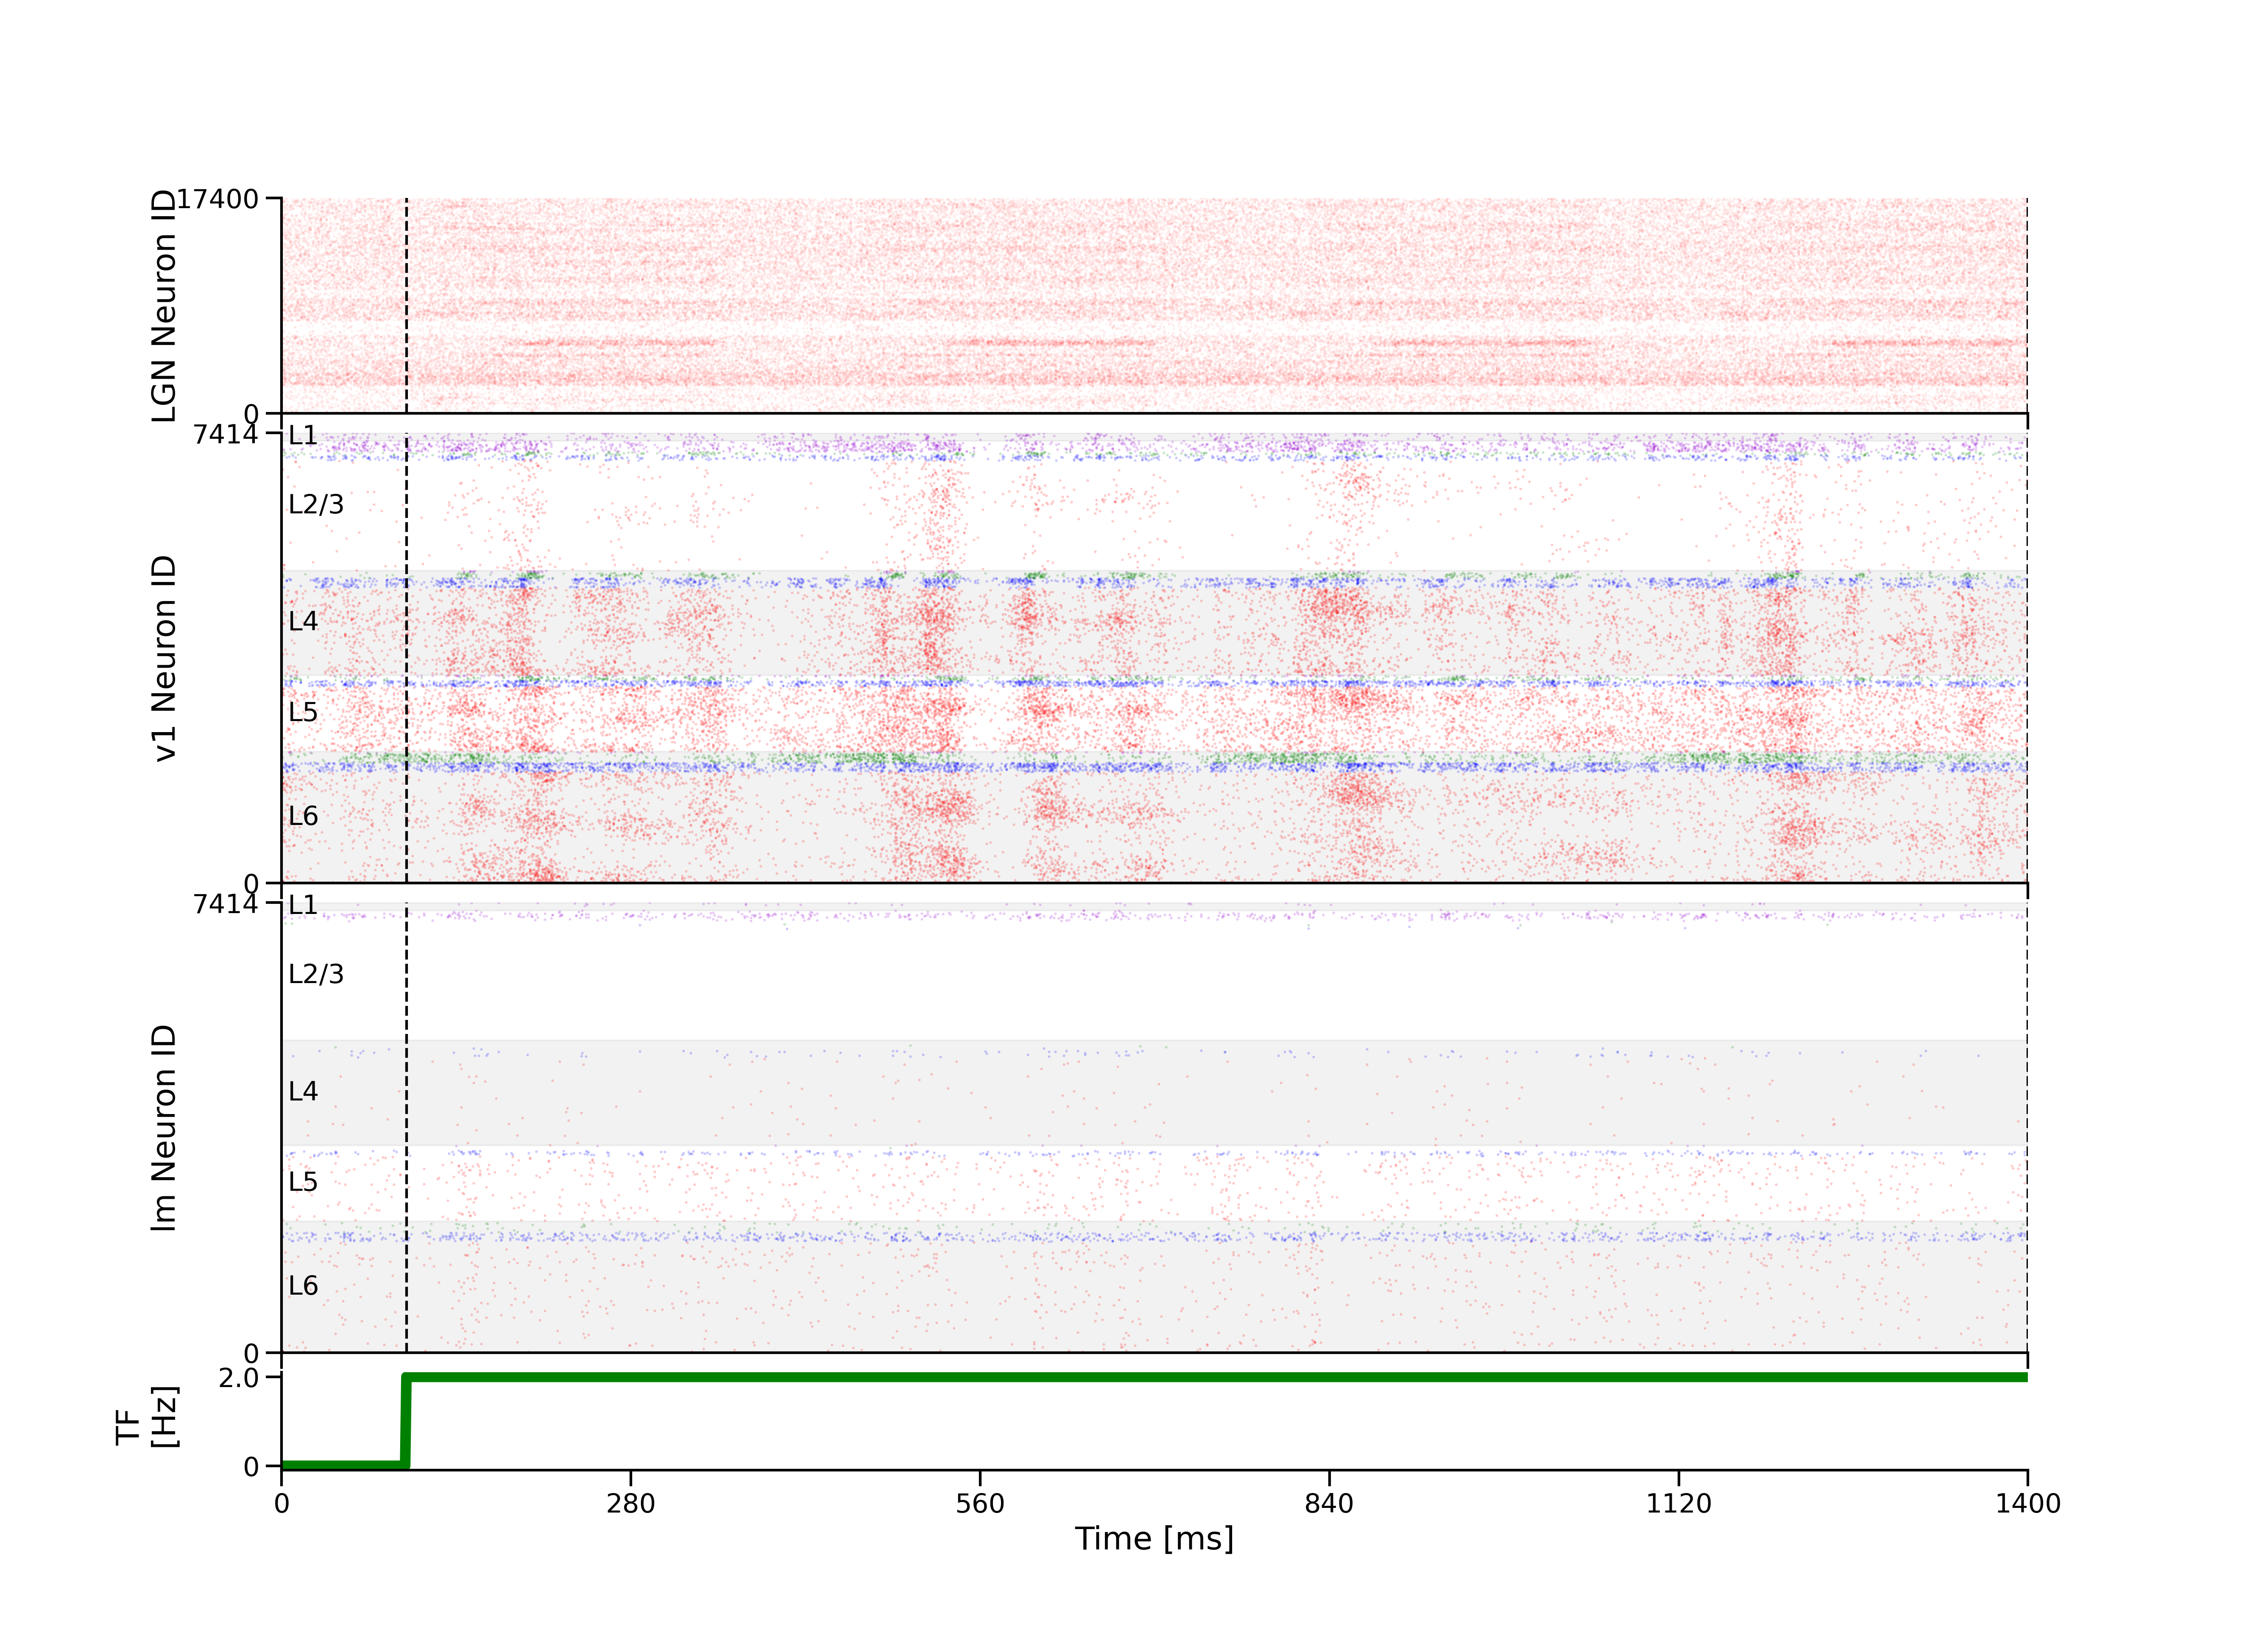 17400
LGN Neuron ID
0
7414
L1
L2/3
L4
v1 Neuron ID
L5
L6
0
7414
L1
L2/3
L4
lm Neuron ID
L5
L6
0
2.0
TF
[Hz]
0
0 280 560 840 1120 1400
Time [ms]